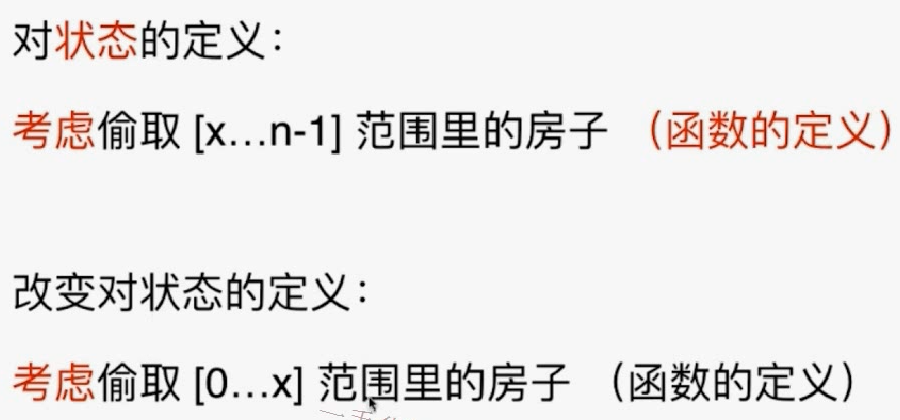 对状态的定义：
考虑偷取 [x...n-1] 范围里的房子 （函数的定义）
改变对状态的定义：
考虑偷取 [0...x] 范围里的房子 （函数的定义）